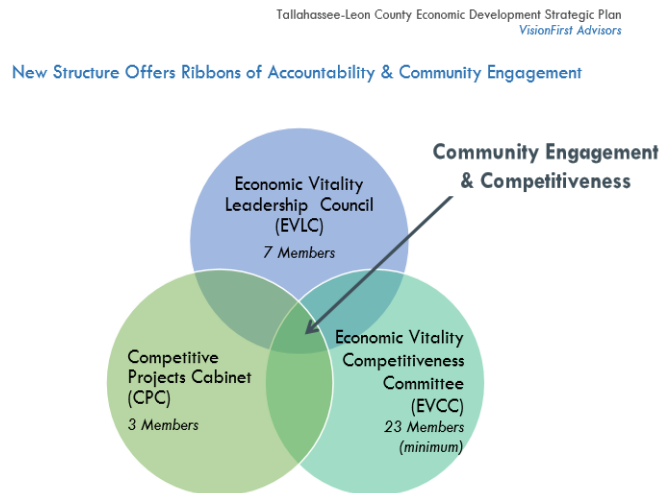 Tallahassee-Leon County Economic Development Strategic Plan
VisionFirst Advisors
New Structure Offers Ribbons of Accountability & Community Engagement
Community Engagement
& Competitiveness
Economic Vitality
Leadership Council
(EVLC)
7 Members
Competitive
Projects Cabinet
(CPC)
3 Members
Economic Vitality
Competitiveness
Committee
(EVCC)
23 Members
(minimum)